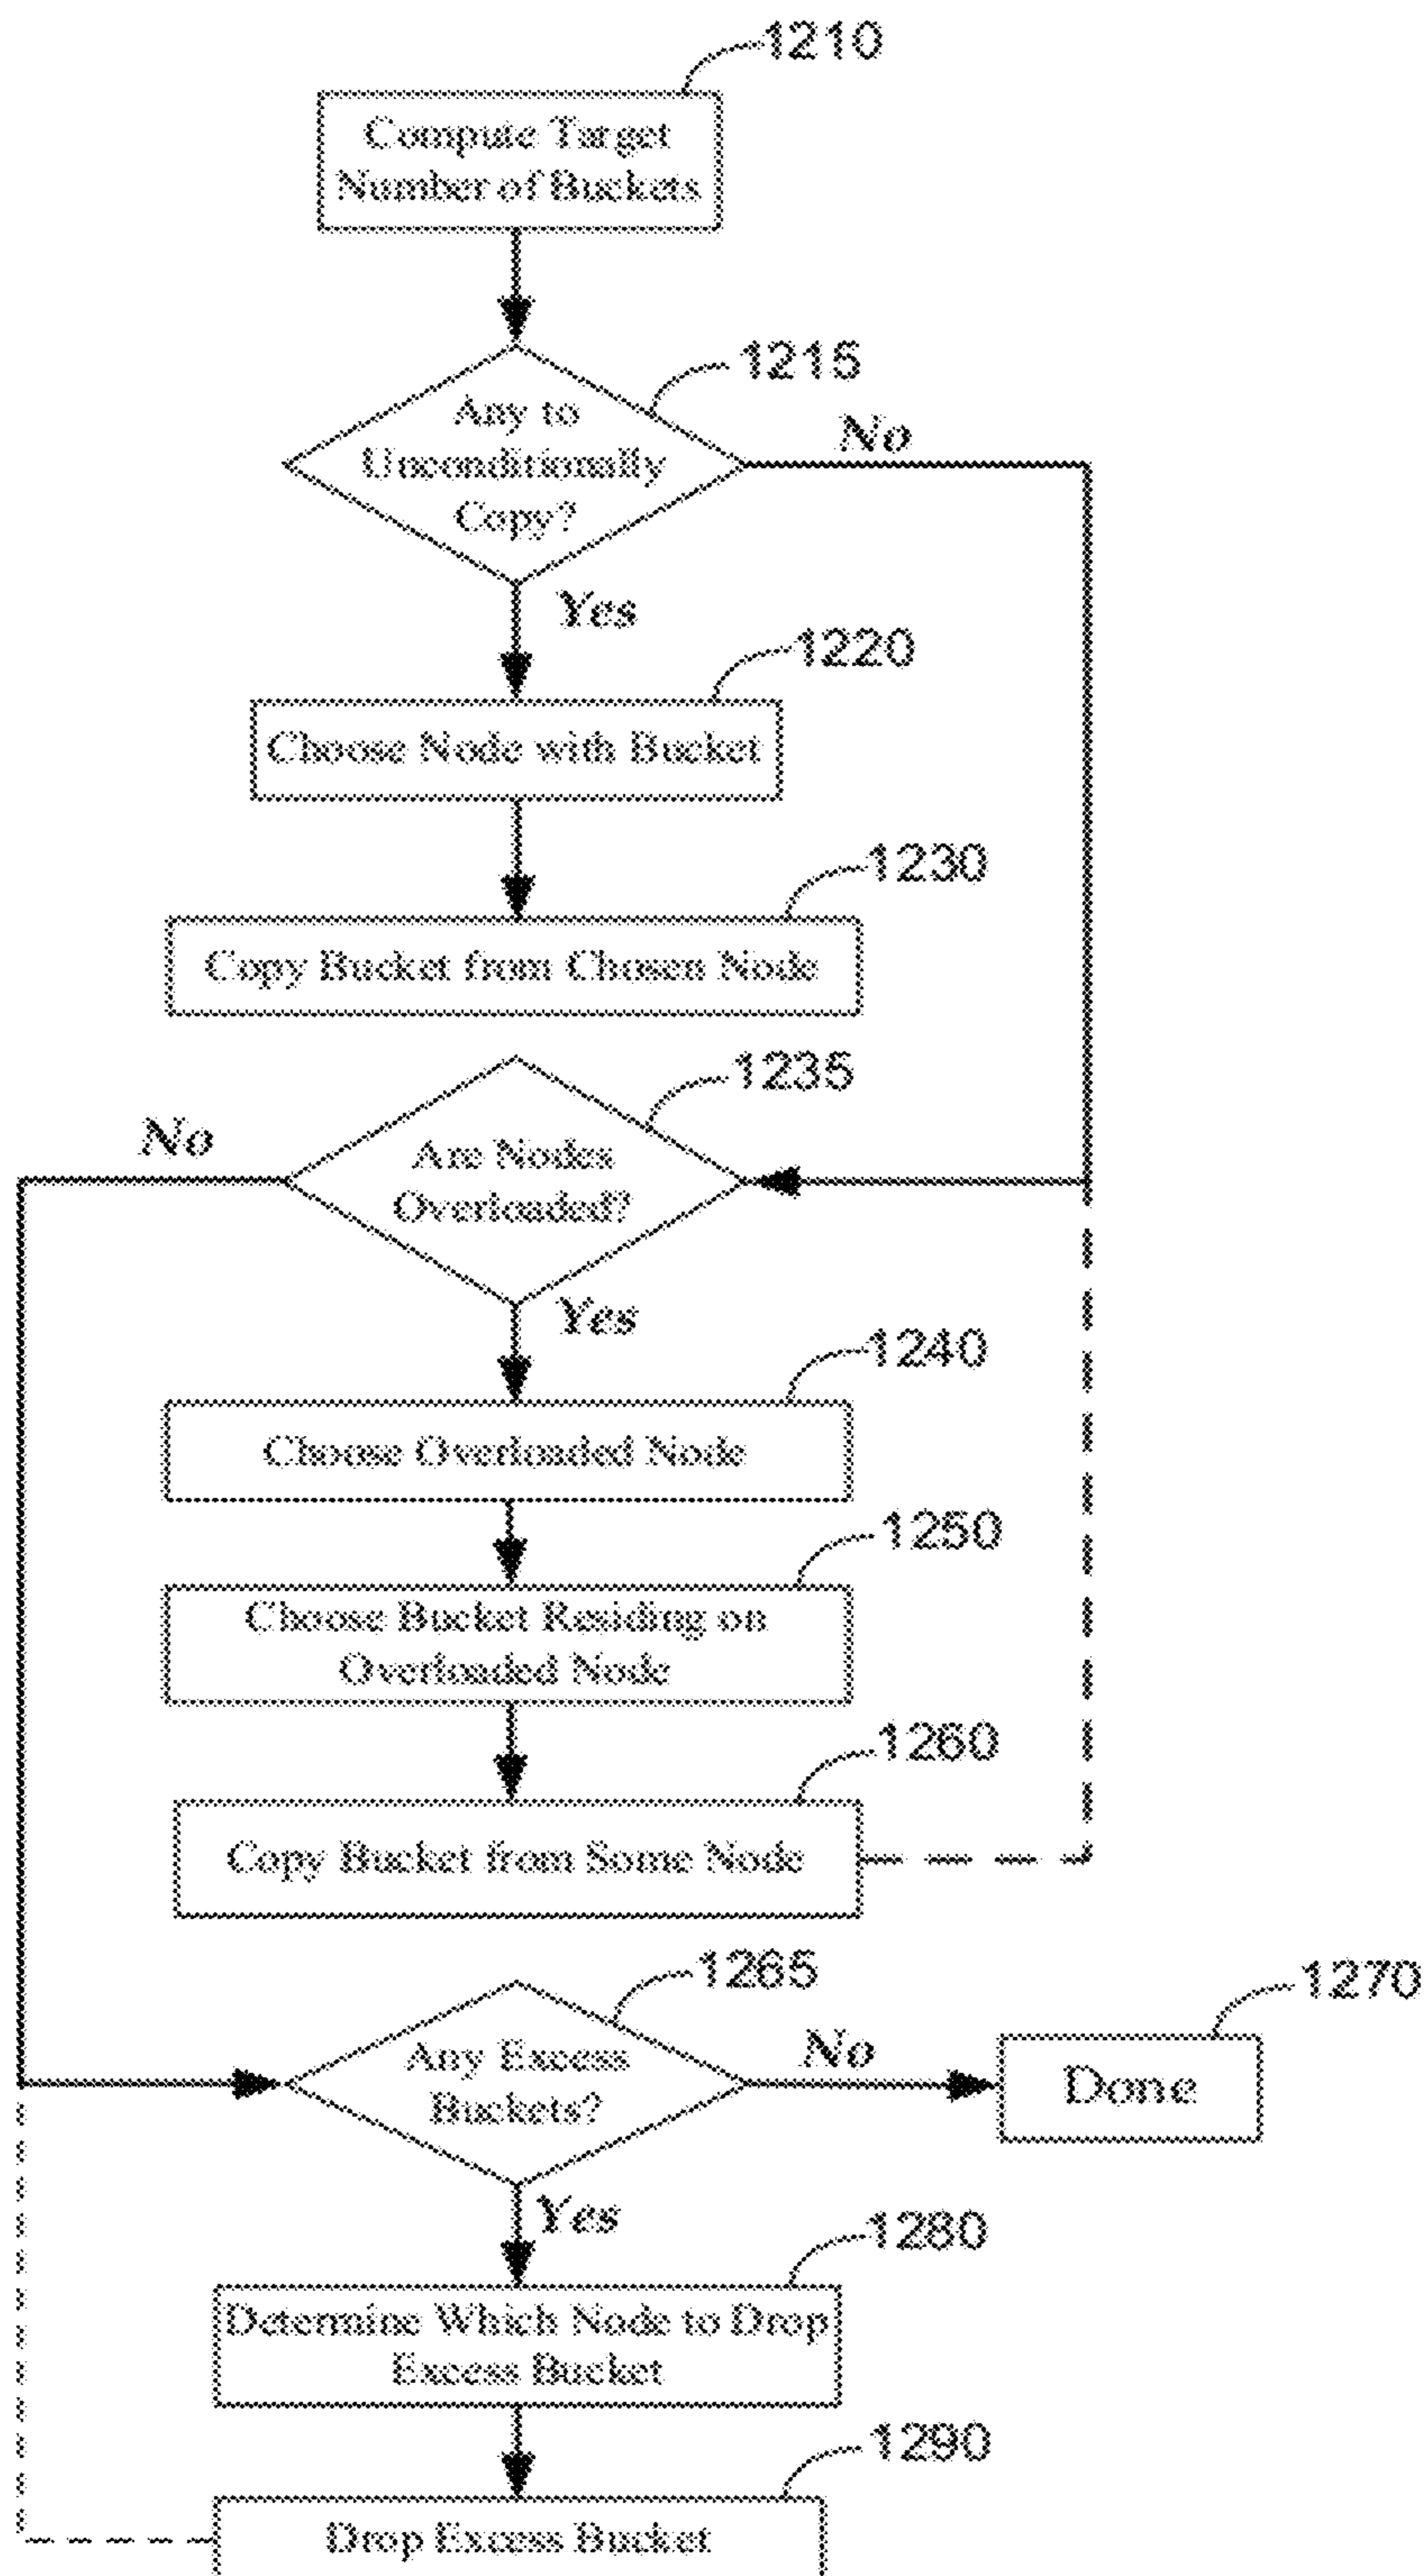 1210
Compute Target
Number of Buckets
1215
Any to
Unconditionally
Copy?
No
Yes
1220
Choose Node with Bucket
1230
Copy Bucket from Chosen Node
1235
No
Are Nodes
Overloaded?
Yes
1240
Choose Overloaded Node
1250
Choose Bucket Residing on
Overloaded Node
1260
Copy Bucket from Some Node
1265
1270
Any Excess
Buckets?
No
Done
Yes
1280
Determine Which Node to Drop
Excess Bucket
1290
Drop Excess Bucket